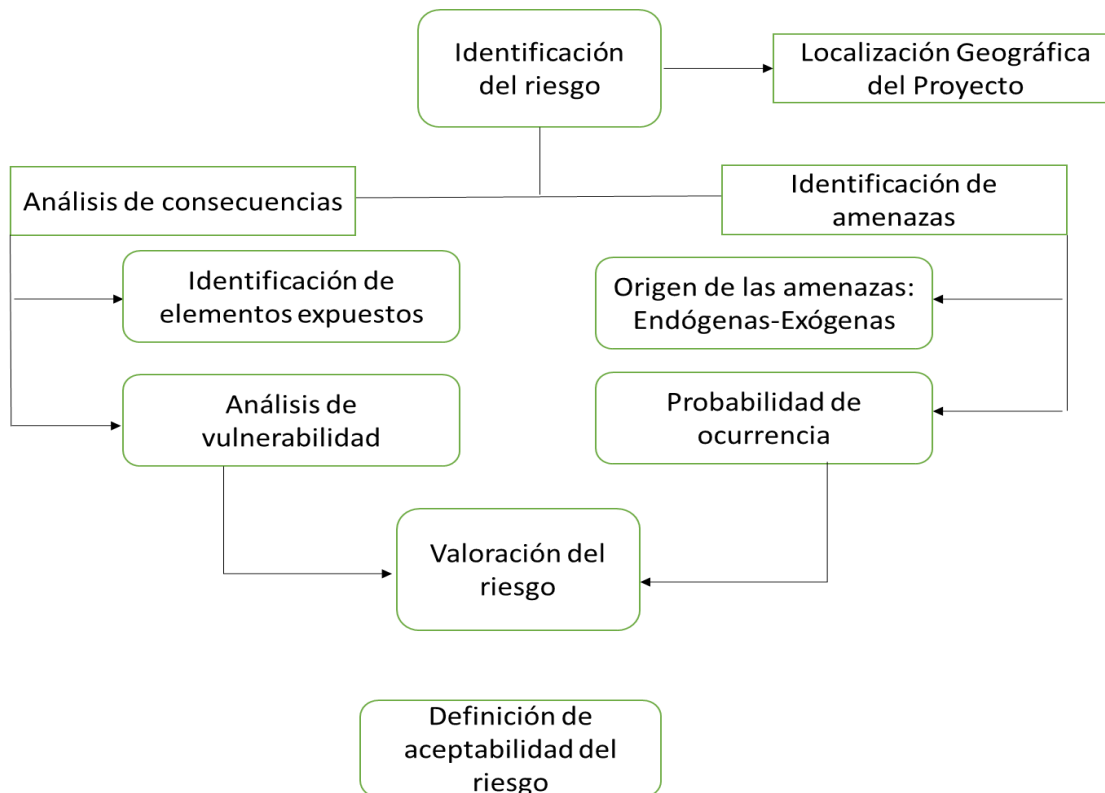 Identificación
del riesgo
Localización Geográfica
del Proyecto
Análisis de consecuencias
Identificación de
amenazas
Identificación de
elementos expuestos
Origen de las amenazas:
Endógenas-Exógenas
Análisis de
vulnerabilidad
Probabilidad de
ocurrencia
Valoración del
riesgo
Definición de
aceptabilidad del
riesgo